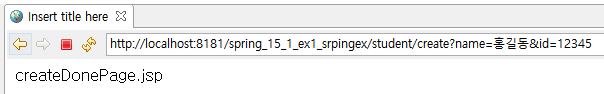 Insert title here
http://localhost:8181/spring_15_1_ex1_srpingex/student/create?name=홍길동&id=12345
createDonePage.jsp